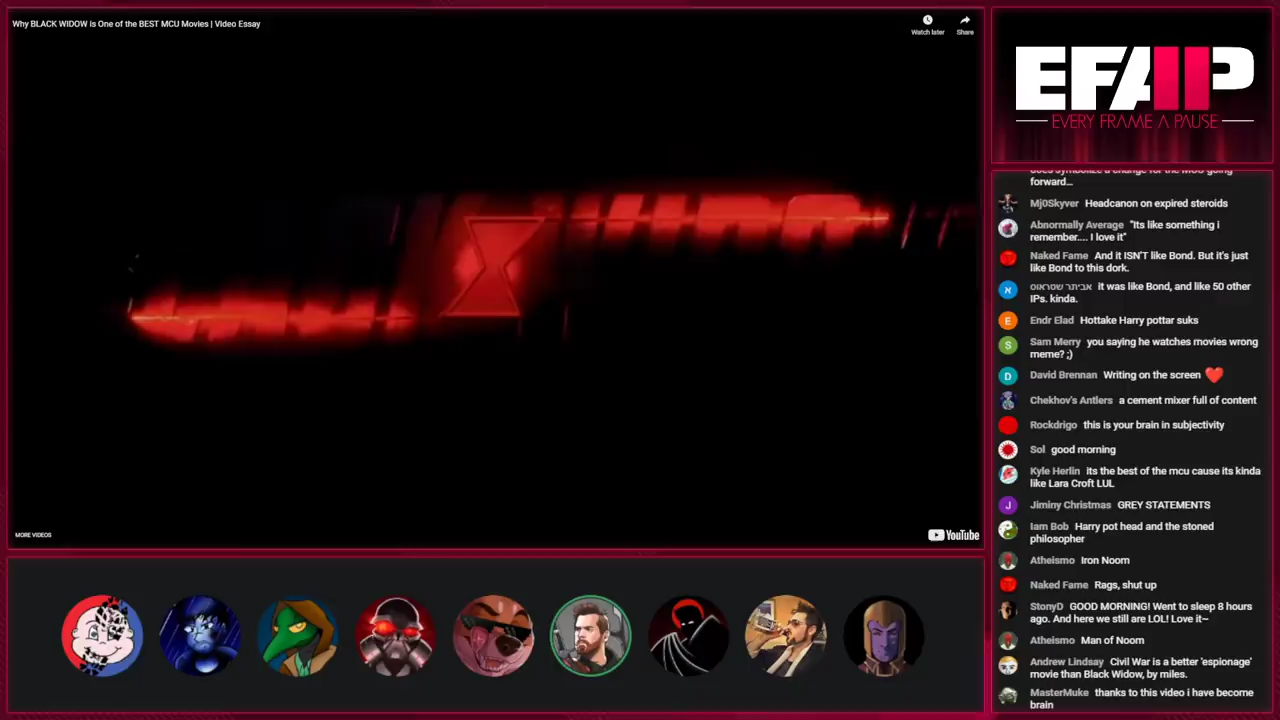 Why BLACK WIDOW is One of the BEST MCU Movies | Video Essay
Watch later
Share
MORE VIDEOS
YouTube
EFAP
EVERY FRAME A PAUSE
does symbolize a change for the MCU going
forward...
Mj0Skyver Headcanon on expired steroids
Abnormally Average "Its like something i
remember.... I love it"
Naked Fame And it ISN'T like Bond. But it's just
like Bond to this dork.
אביתר שסראוס it was like Bond, and like 50 other
IPs. kinda.
Endr Elad Hottake Harry pottar suks
Sam Merry you saying he watches movies wrong
meme? ;)
David Brennan Writing on the screen ❤️
Chekhov's Antlers a cement mixer full of content
Rockdrigo this is your brain in subjectivity
Sol good morning
Kyle Herlin its the best of the mcu cause its kinda
like Lara Croft LUL
Jiminy Christmas GREY STATEMENTS
Iam Bob Harry pot head and the stoned
philosopher
Atheismo Iron Noom
Naked Fame Rags, shut up
StonyD GOOD MORNING! Went to sleep 8 hours
ago. And here we still are LOL! Love it~
Atheismo Man of Noom
Andrew Lindsay Civil War is a better 'espionage'
movie than Black Widow, by miles.
MasterMuke thanks to this video i have become
brain
א
E
S
D
J